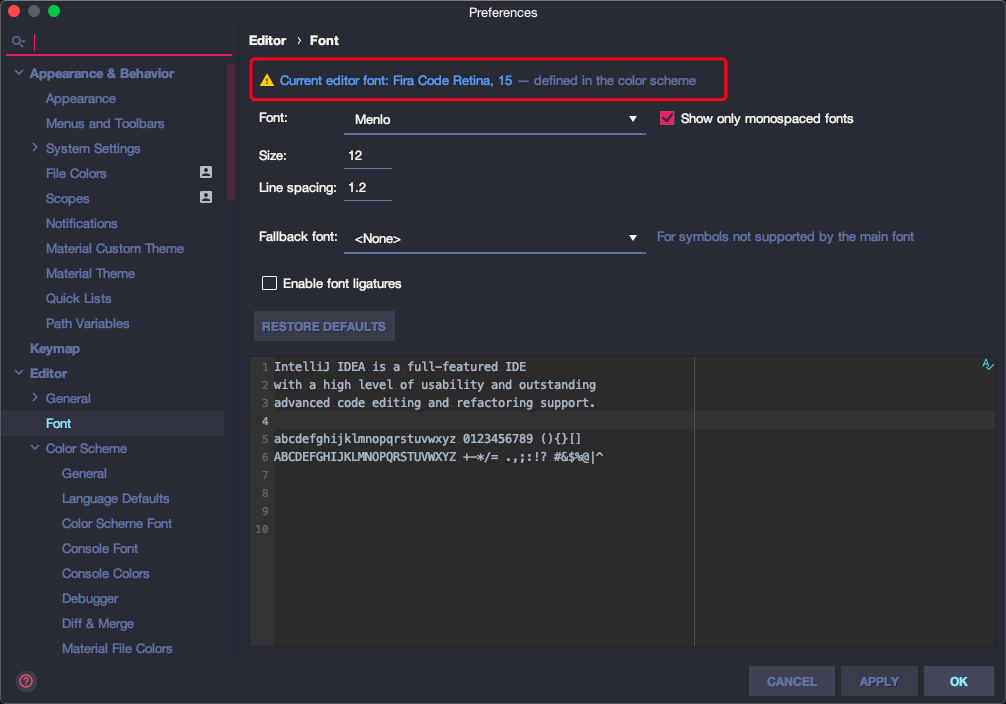 Preferences
Appearance & Behavior
Appearance
Menus and Toolbars
System Settings
File Colors
Scopes
Notifications
Material Custom Theme
Material Theme
Quick Lists
Path Variables
Keymap
Editor
General
Font
Color Scheme
General
Language Defaults
Color Scheme Font
Console Font
Console Colors
Debugger
Diff & Merge
Material File Colors
Editor › Font
Current editor font: Fira Code Retina, 15 — defined in the color scheme
Font: Menlo Show only monospaced fonts
Size: 12
Line spacing: 1.2
Fallback font: <None> For symbols not supported by the main font
Enable font ligatures
RESTORE DEFAULTS
1 IntelliJ IDEA is a full-featured IDE
2 with a high level of usability and outstanding
3 advanced code editing and refactoring support.
4
5 abcdefghijklmnopqrstuvwxyz 0123456789 (){}[]
6 ABCDEFGHIJKLMNOPQRSTUVWXYZ +-*/= .,;:!? #&$%@|^
7
8
9
10
CANCEL APPLY OK